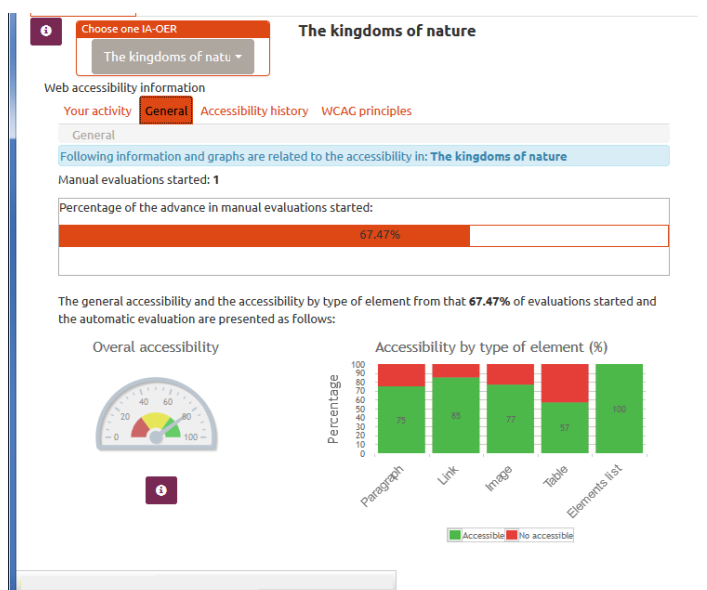 Choose one IA-OER
The kingdoms of natu
The kingdoms of nature
Web accessibility information
Your activity General Accessibility history WCAG principles
General
Following information and graphs are related to the accessibility in: The kingdoms of nature
Manual evaluations started: 1
Percentage of the advance in manual evaluations started:
67.47%
The general accessibility and the accessibility by type of element from that 67.47% of evaluations started and
the automatic evaluation are presented as follows:
Overal accessibility
0 20 40 60 80 100
Accessibility by type of element (%)
Percentage
100
90
80
70
60
50
40
30
20
10
0
75 85 77 57 100
Paragraph Link Image Table Elements list
Accessible No accessible